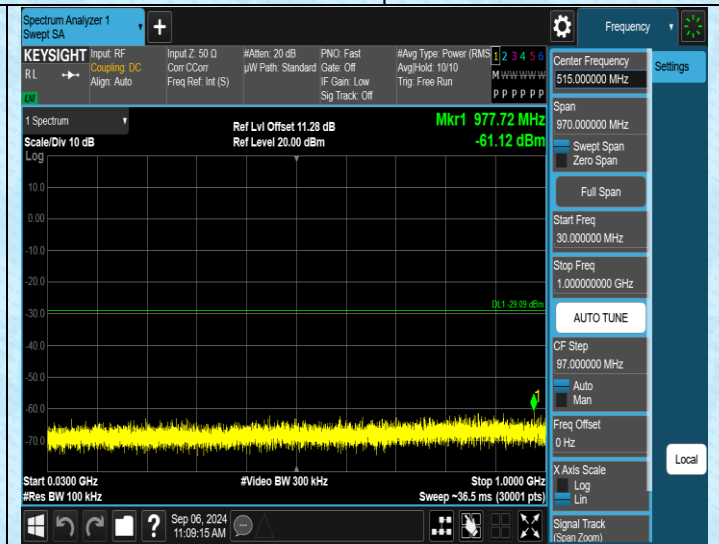 Spectrum Analyzer 1
Swept SA
+
Frequency
KEYSIGHT
RL
LXI
Input: RF
Coupling: DC
Align: Auto
Input Z: 50 Ω
Corr CCorr
Freq Ref: Int (S)
#Atten: 20 dB
µW Path: Standard
PNO: Fast
Gate: Off
IF Gain: Low
Sig Track: Off
#Avg Type: Power (RMS
Avg|Hold: 10/10
Trig: Free Run
1 2 3 4 5 6
M W W W W W
P P P P P P
1 Spectrum
Scale/Div 10 dB
Log
Ref Lvl Offset 11.28 dB
Ref Level 20.00 dBm
Mkr1 977.72 MHz
-61.12 dBm
10.0
0.00
-10.0
-20.0
-30.0
-40.0
-50.0
-60.0
-70.0
DL1 -29.09 dBm
1
Start 0.0300 GHz
#Res BW 100 kHz
#Video BW 300 kHz
Stop 1.0000 GHz
Sweep ~36.5 ms (30001 pts)
Center Frequency
515.000000 MHz
Settings
Span
970.000000 MHz
Swept Span
Zero Span
Full Span
Start Freq
30.000000 MHz
Stop Freq
1.000000000 GHz
AUTO TUNE
CF Step
97.000000 MHz
Auto
Man
Freq Offset
0 Hz
X Axis Scale
Log
Lin
Signal Track
(Span Zoom)
Local
?
Sep 06, 2024
11:09:15 AM